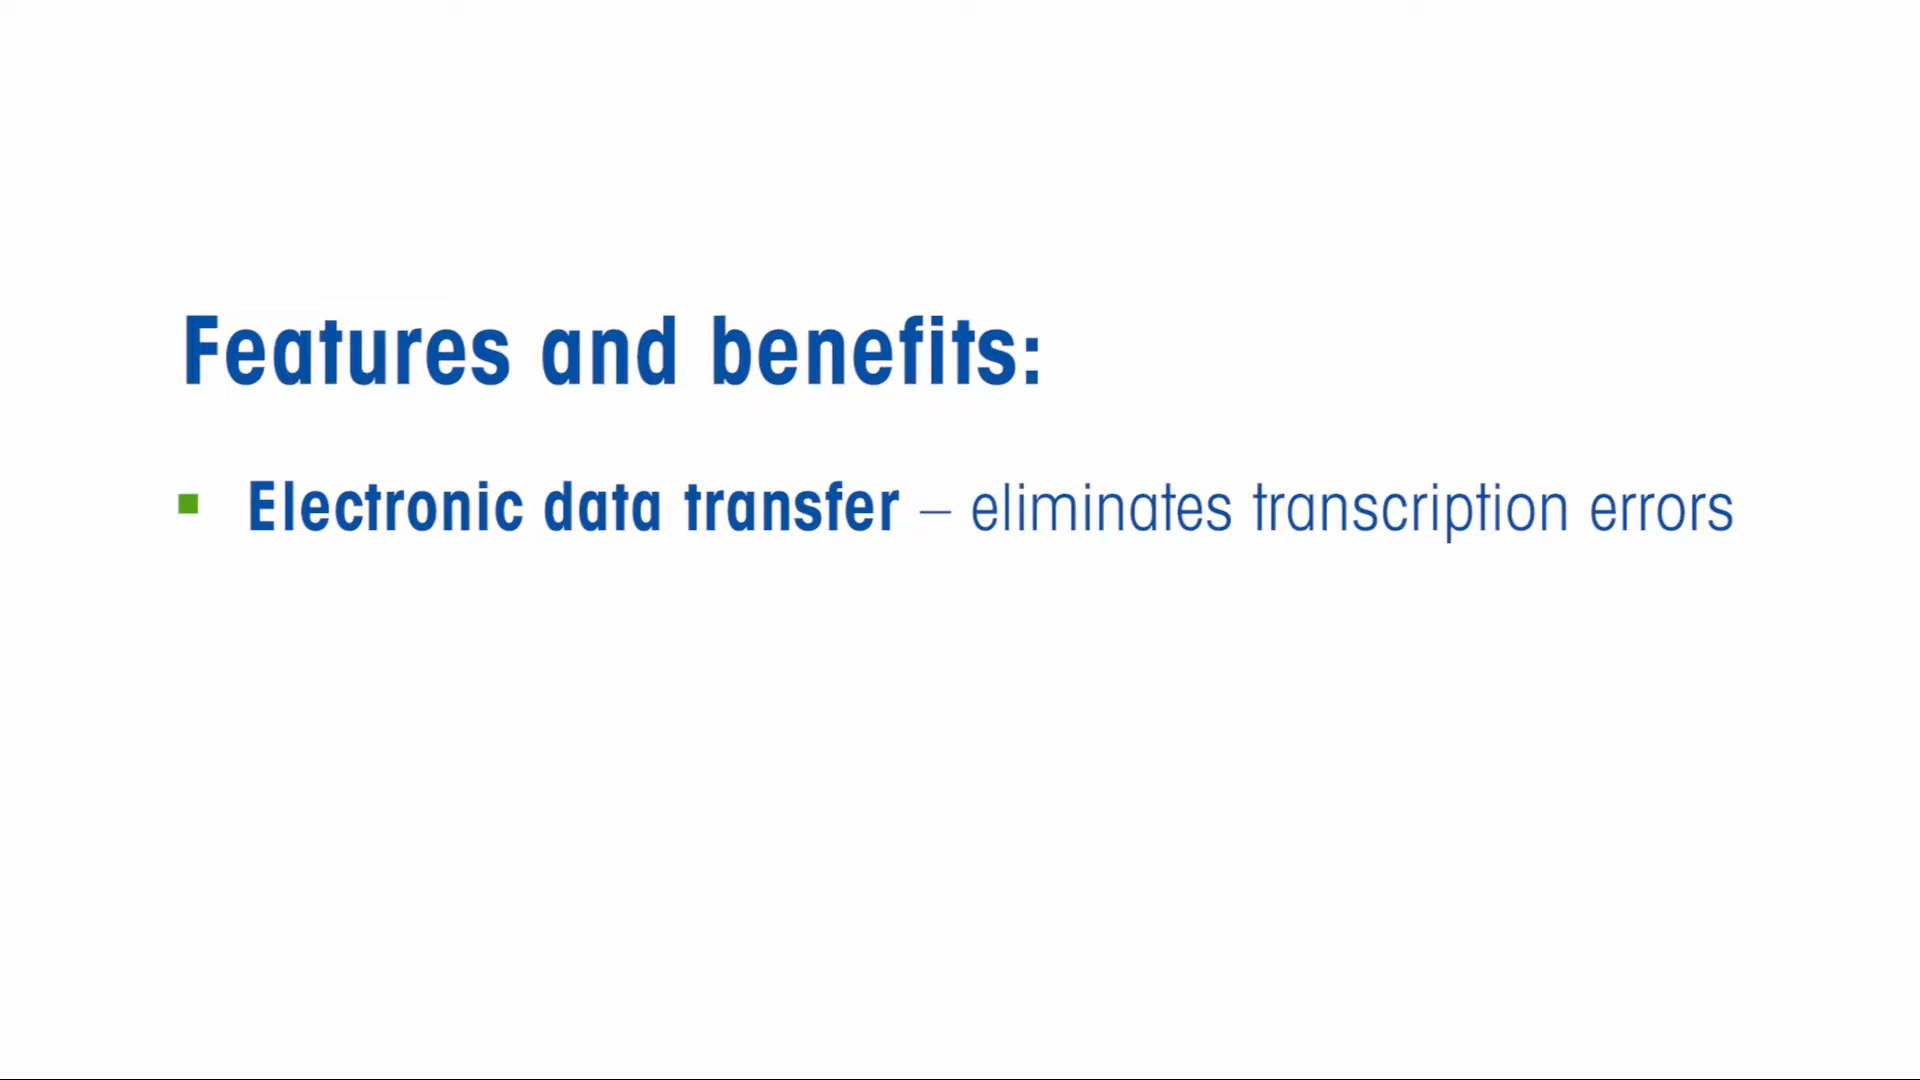 Features and benefits:
▪ Electronic data transfer – eliminates transcription errors